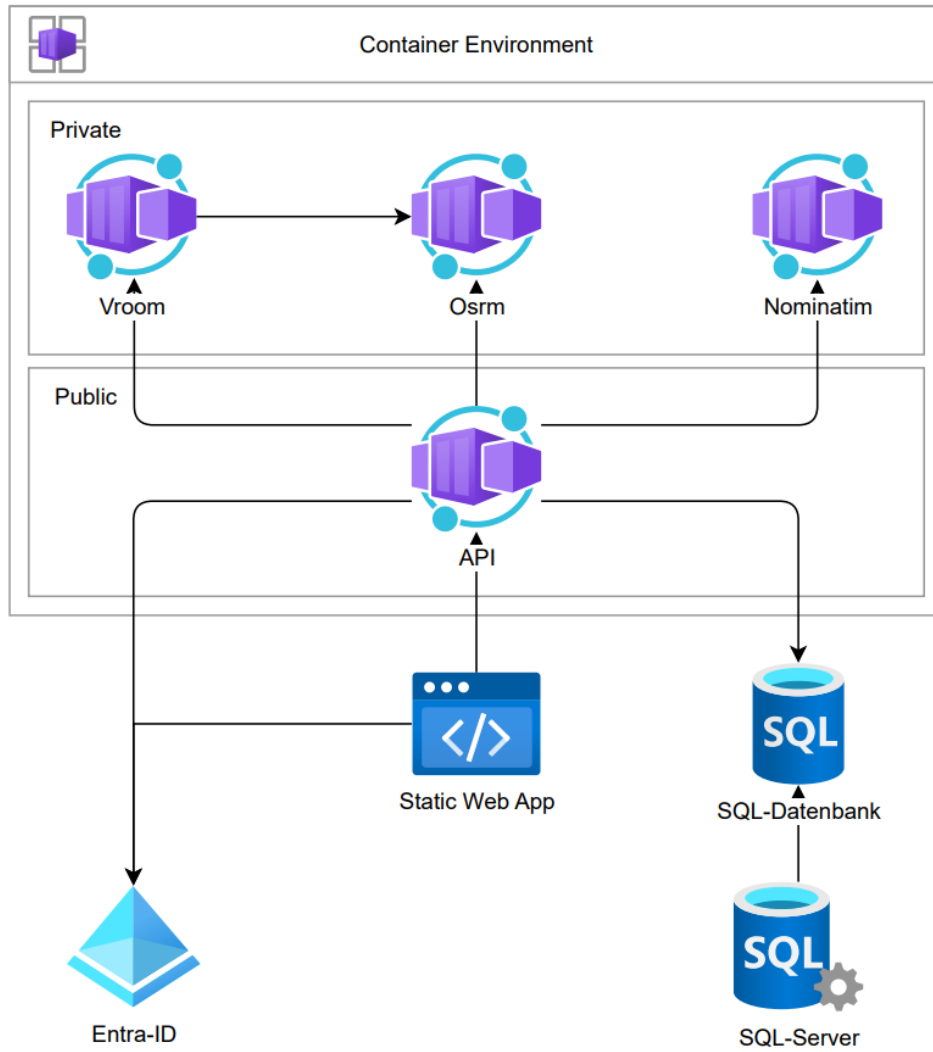 Container Environment
Private
Vroom
Osrm
Nominatim
Public
API
Static Web App
SQL
SQL-Datenbank
SQL
Entra-ID
SQL-Server